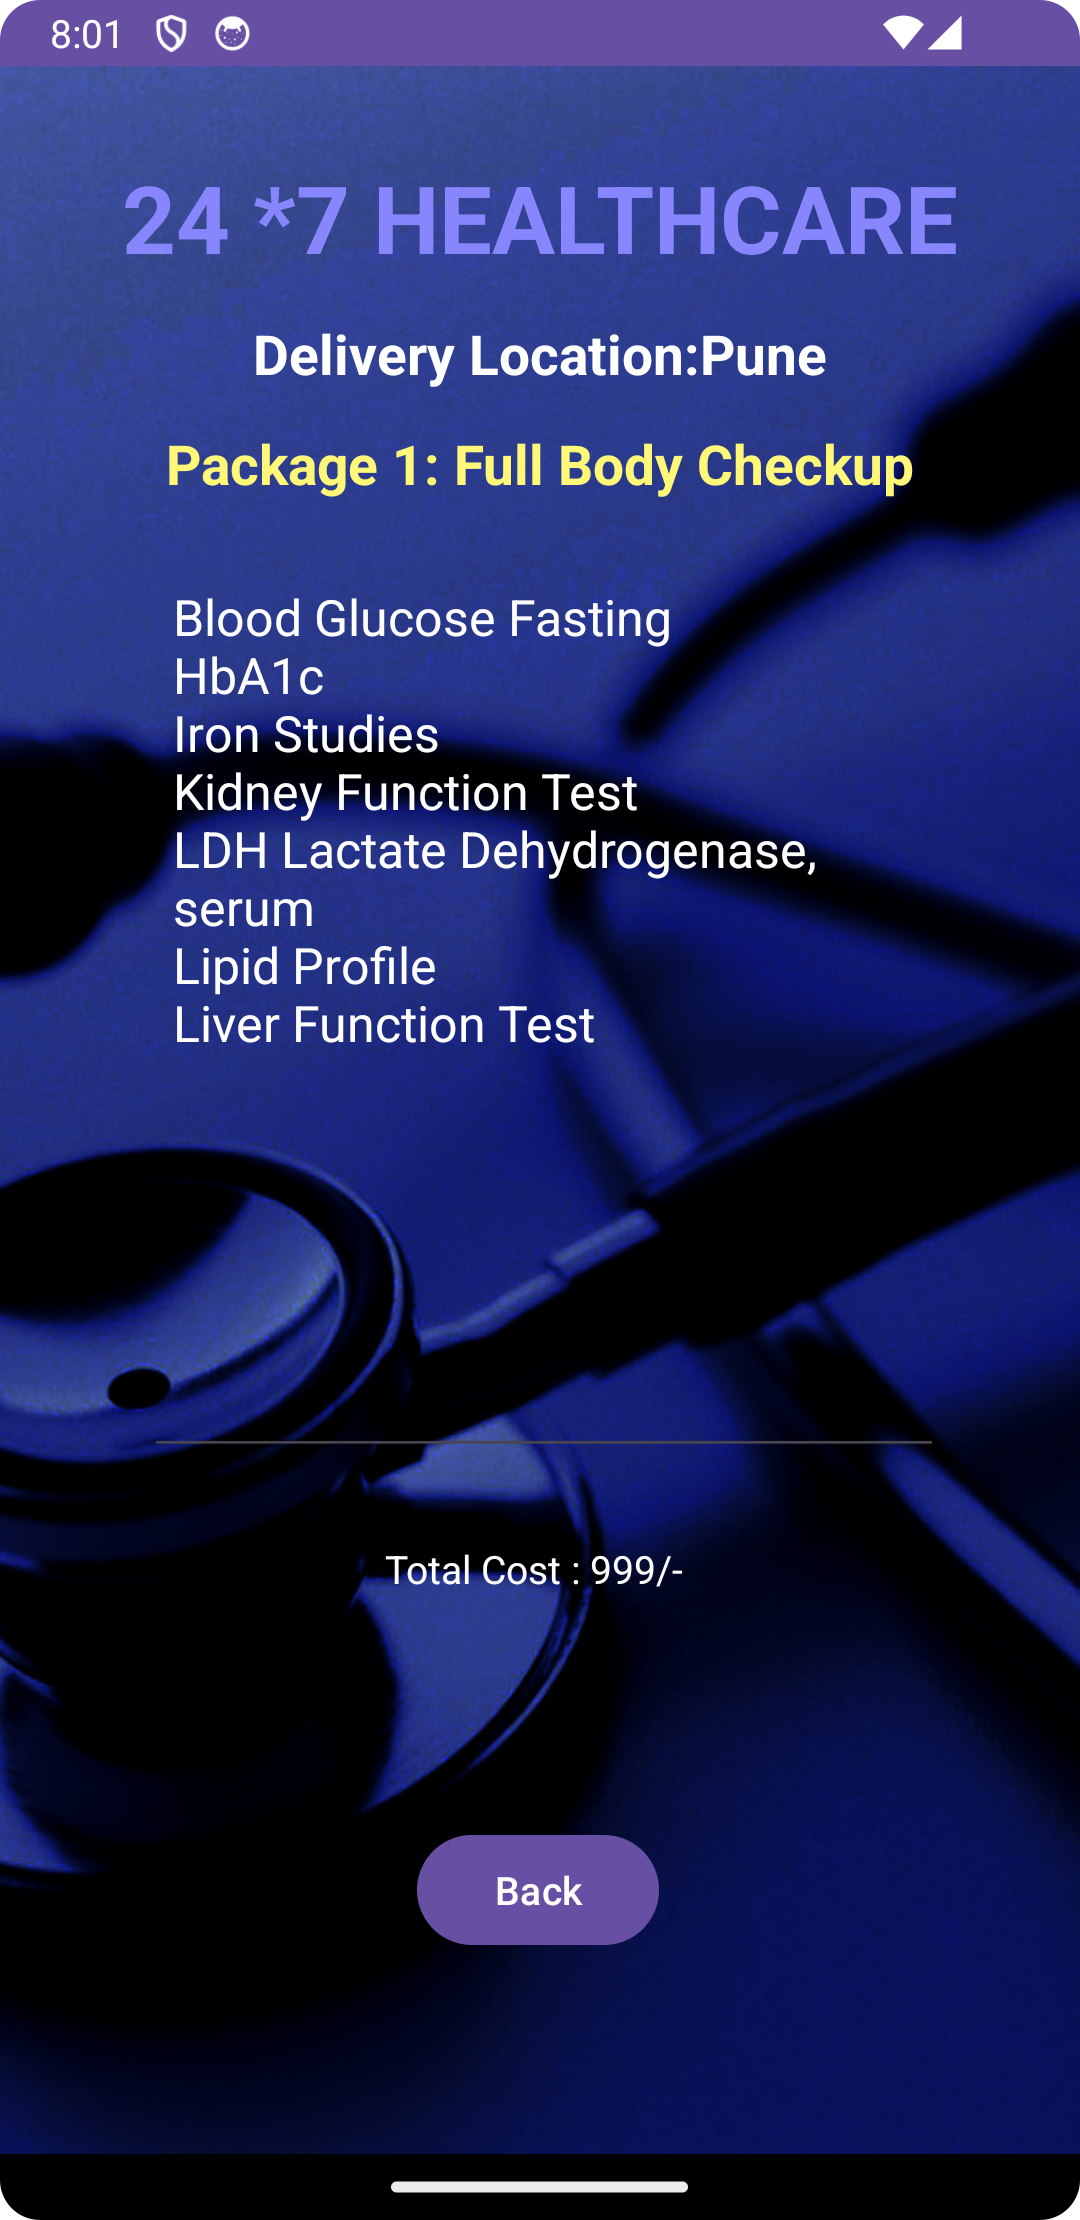 8:01
24 *7 HEALTHCARE
Delivery Location:Pune
Package 1: Full Body Checkup
Blood Glucose Fasting
HbA1c
Iron Studies
Kidney Function Test
LDH Lactate Dehydrogenase,
serum
Lipid Profile
Liver Function Test
Total Cost : 999/-
Back